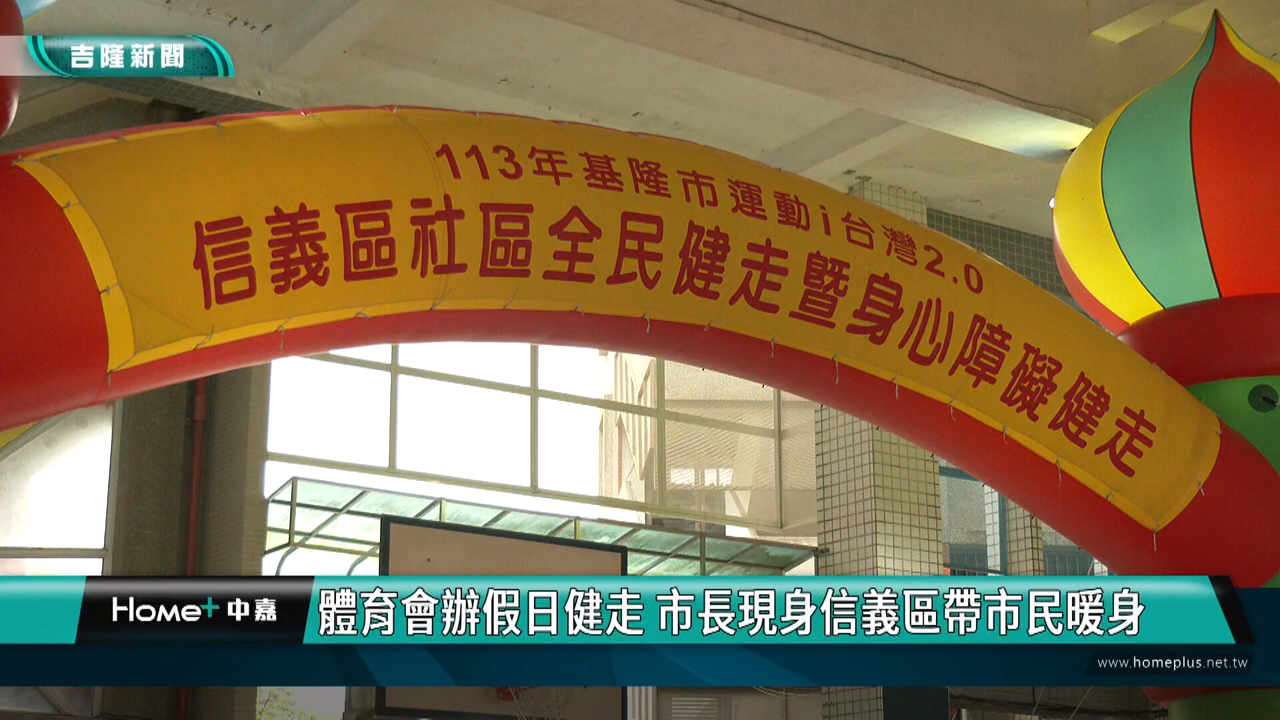 吉隆新聞
113年基隆市運動i台灣2.0
信義區社區全民健走暨身心障礙健走
Home+ 中嘉
體育會辦假日健走 市長現身信義區帶市民暖身
www.homeplus.net.tw